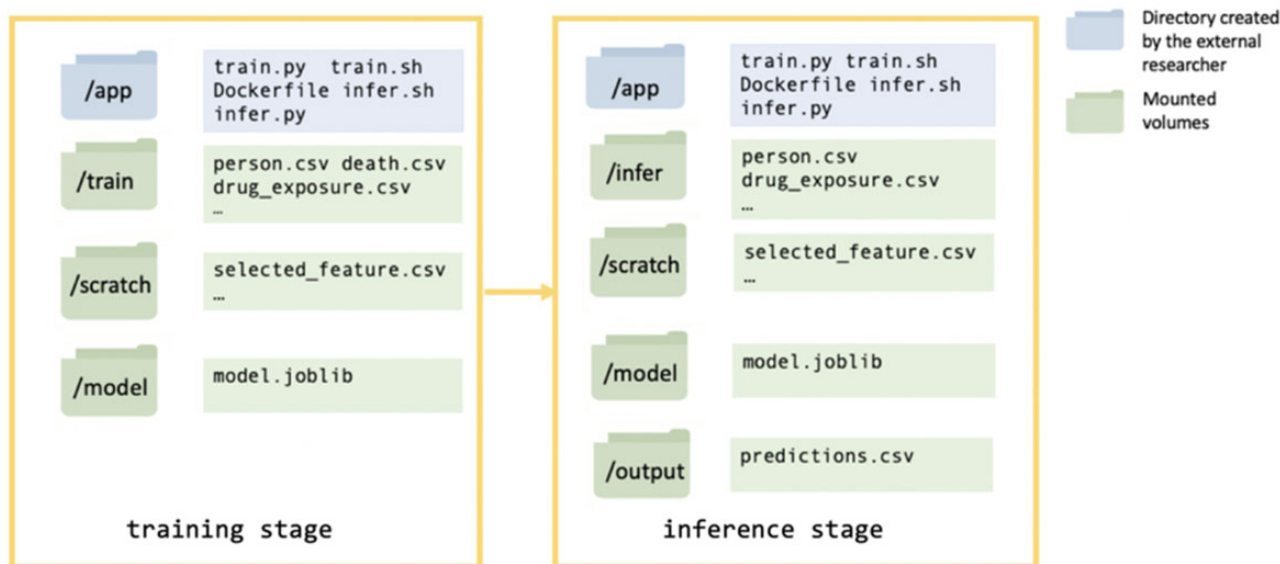 /app
train.py train.sh
Dockerfile infer.sh
infer.py
/train
person.csv death.csv
drug_exposure.csv
…
/scratch
selected_feature.csv
…
/model
model.joblib
training stage
/app
train.py train.sh
Dockerfile infer.sh
infer.py
/infer
person.csv
drug_exposure.csv
…
/scratch
selected_feature.csv
…
/model
model.joblib
/output
predictions.csv
inference stage
Directory created
by the external
researcher
Mounted
volumes